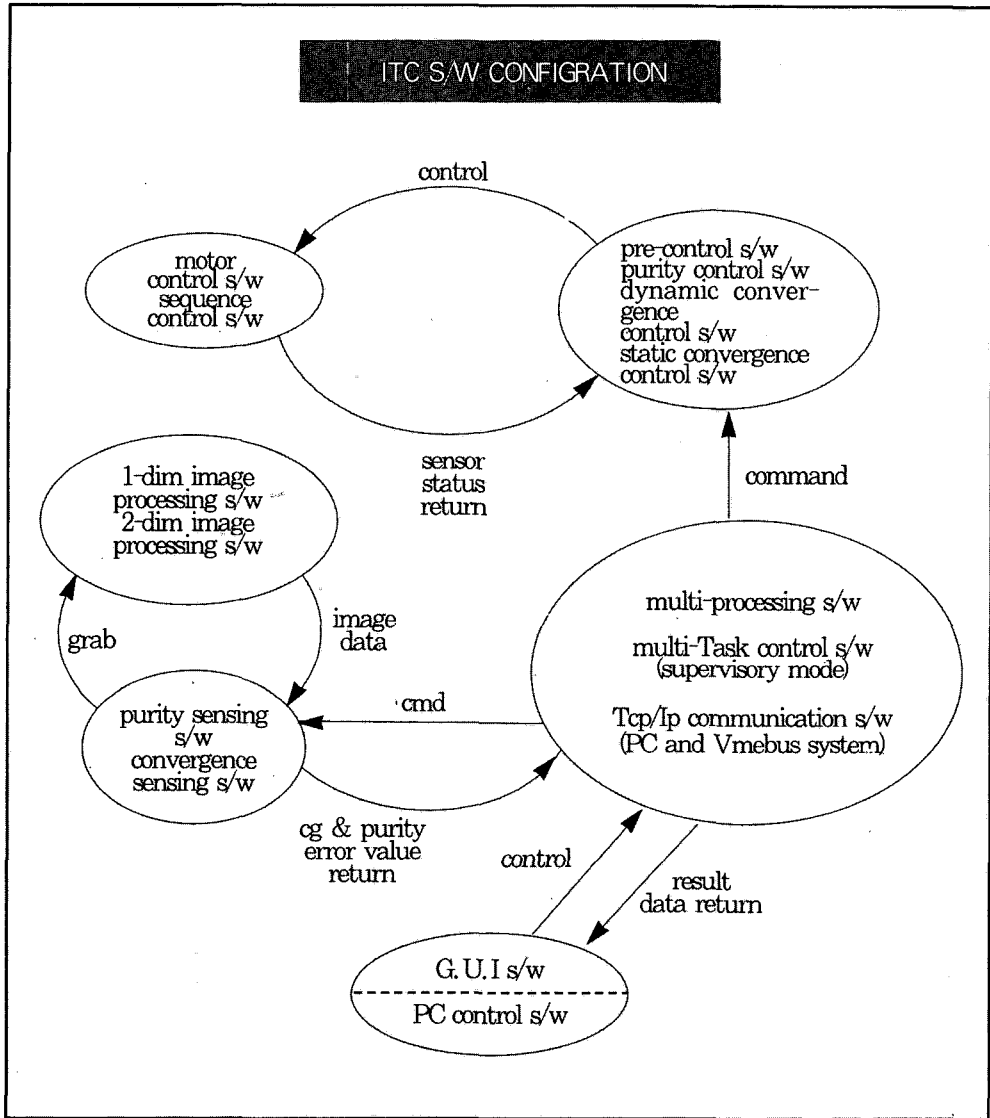 ITC S/W CONFIGRATION
control
motor
control s/w
sequence
control s/w
pre-control s/w
purity control s/w
dynamic conver-
gence
control s/w
static convergence
control s/w
sensor
status
return
command
1-dim image
processing s/w
2-dim image
processing s/w
grab
image
data
multi-processing s/w
multi-Task control s/w
(supervisory mode)
Tcp/Ip communication s/w
(PC and Vmebus system)
purity sensing
s/w
convergence
sensing s/w
cmd
cg & purity
error value
return
control
result
data return
G.U.I s/w
PC control s/w